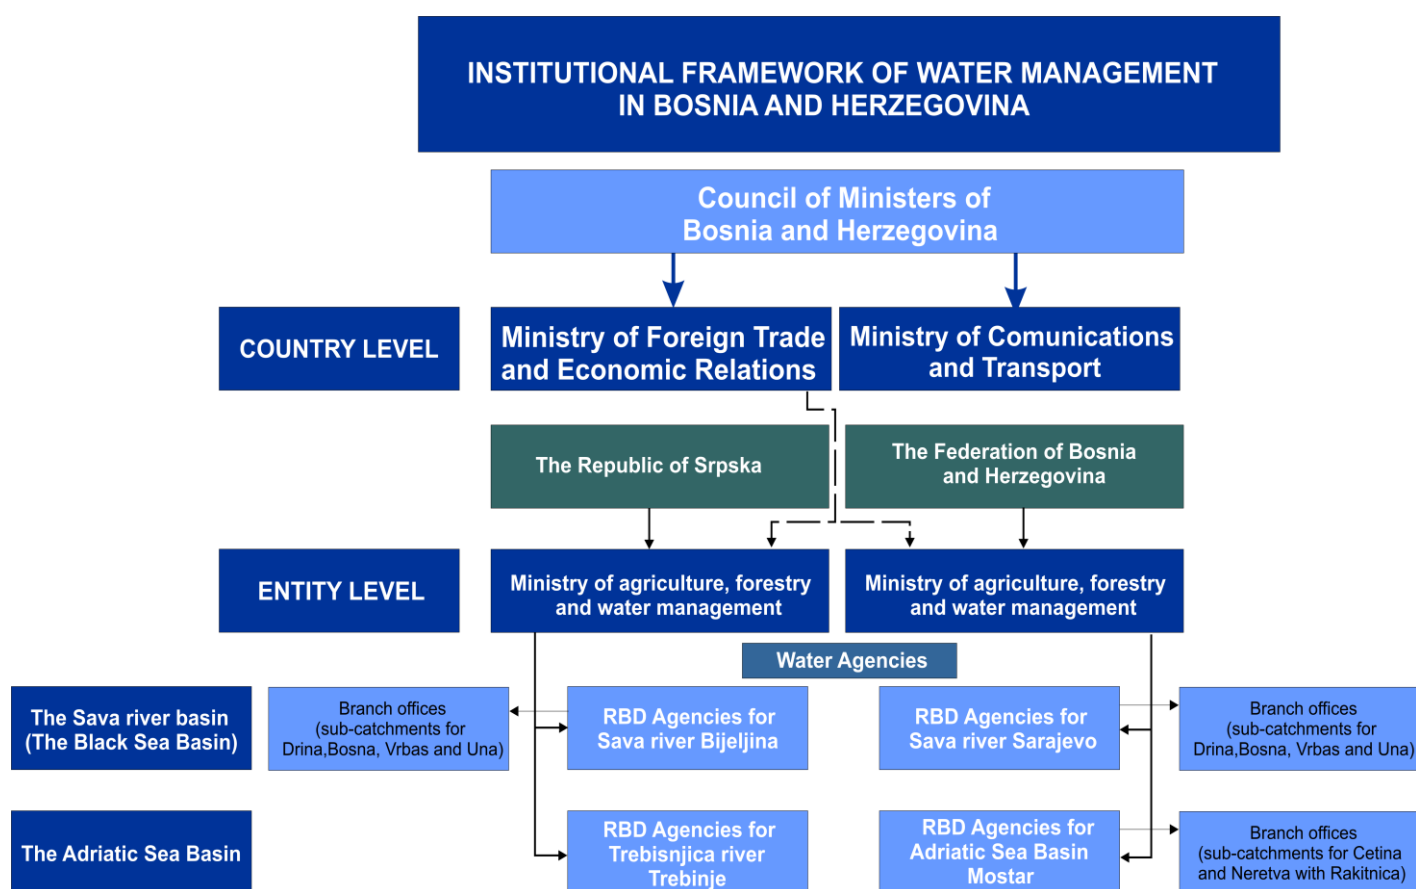 INSTITUTIONAL FRAMEWORK OF WATER MANAGEMENT
IN BOSNIA AND HERZEGOVINA
Council of Ministers of
Bosnia and Herzegovina
COUNTRY LEVEL
Ministry of Foreign Trade
and Economic Relations
Ministry of Comunications
and Transport
The Republic of Srpska
The Federation of Bosnia
and Herzegovina
ENTITY LEVEL
Ministry of agriculture, forestry
and water management
Ministry of agriculture, forestry
and water management
Water Agencies
The Sava river basin
(The Black Sea Basin)
Branch offices
(sub-catchments for
Drina,Bosna, Vrbas and Una)
RBD Agencies for
Sava river Bijeljina
RBD Agencies for
Sava river Sarajevo
Branch offices
(sub-catchments for
Drina,Bosna, Vrbas and Una)
The Adriatic Sea Basin
RBD Agencies for
Trebisnjica river
Trebinje
RBD Agencies for
Adriatic Sea Basin
Mostar
Branch offices
(sub-catchments for Cetina
and Neretva with Rakitnica)